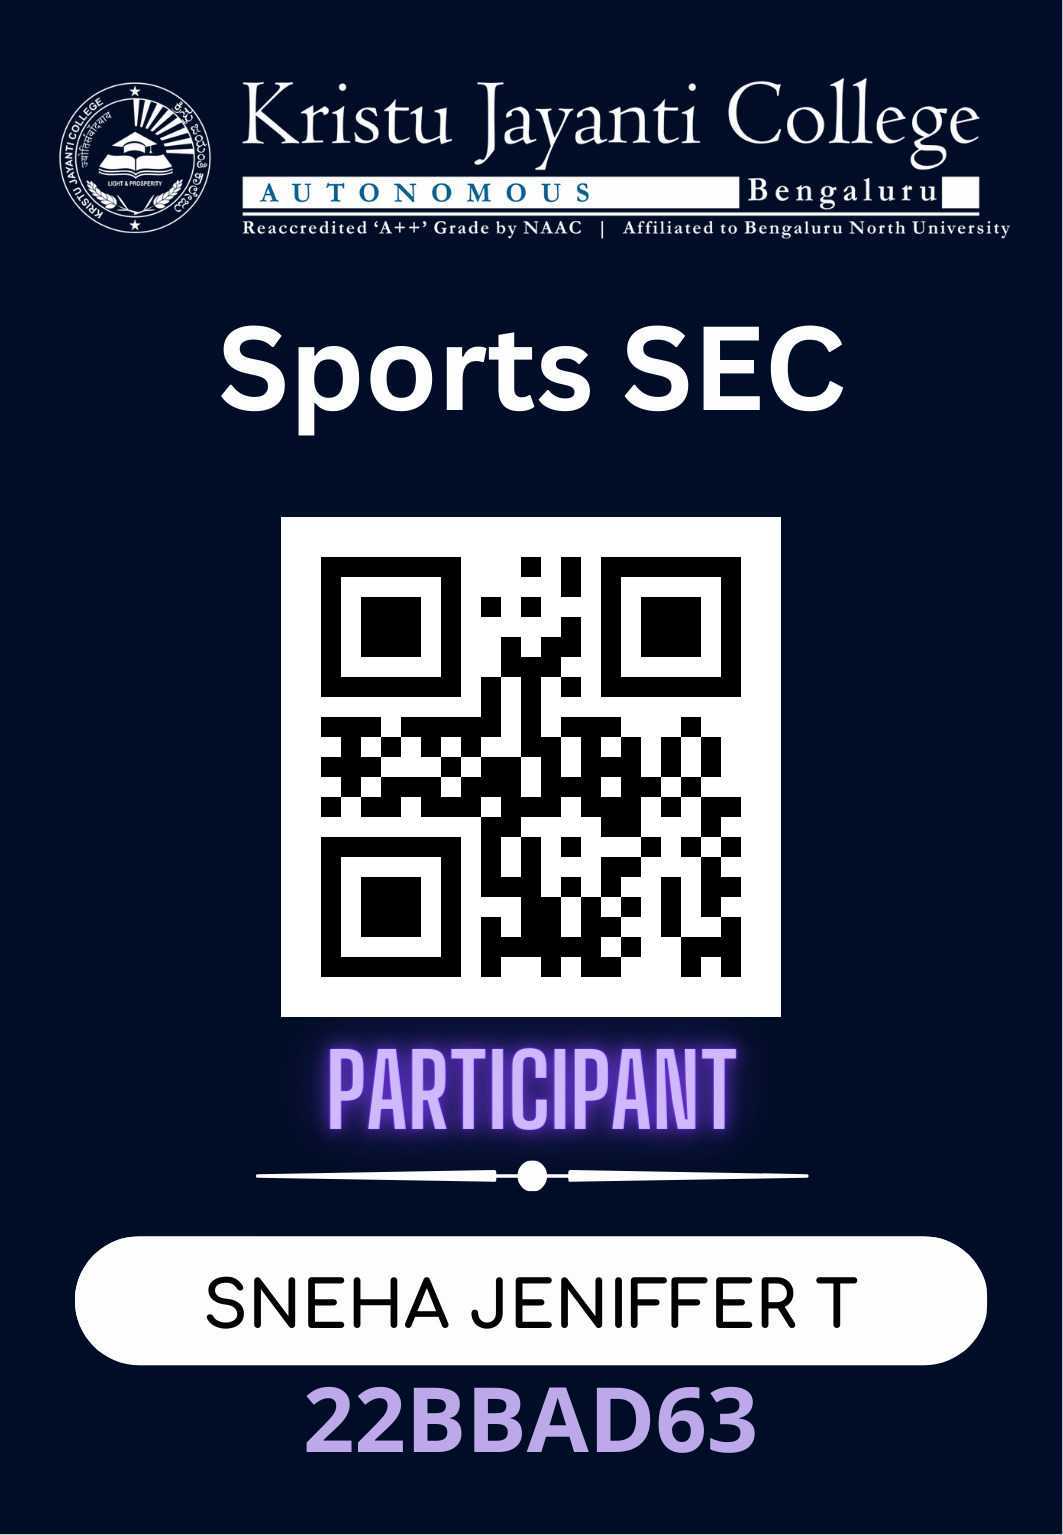 KRISTU JAYANTI COLLEGE
ज्योतिसंवादयाय
LIGHT & PROSPERITY
Kristu Jayanti College
AUTONOMOUS Bengaluru
Reaccredited ‘A++’ Grade by NAAC | Affiliated to Bengaluru North University
Sports SEC
PARTICIPANT
SNEHA JENIFFER T
22BBAD63